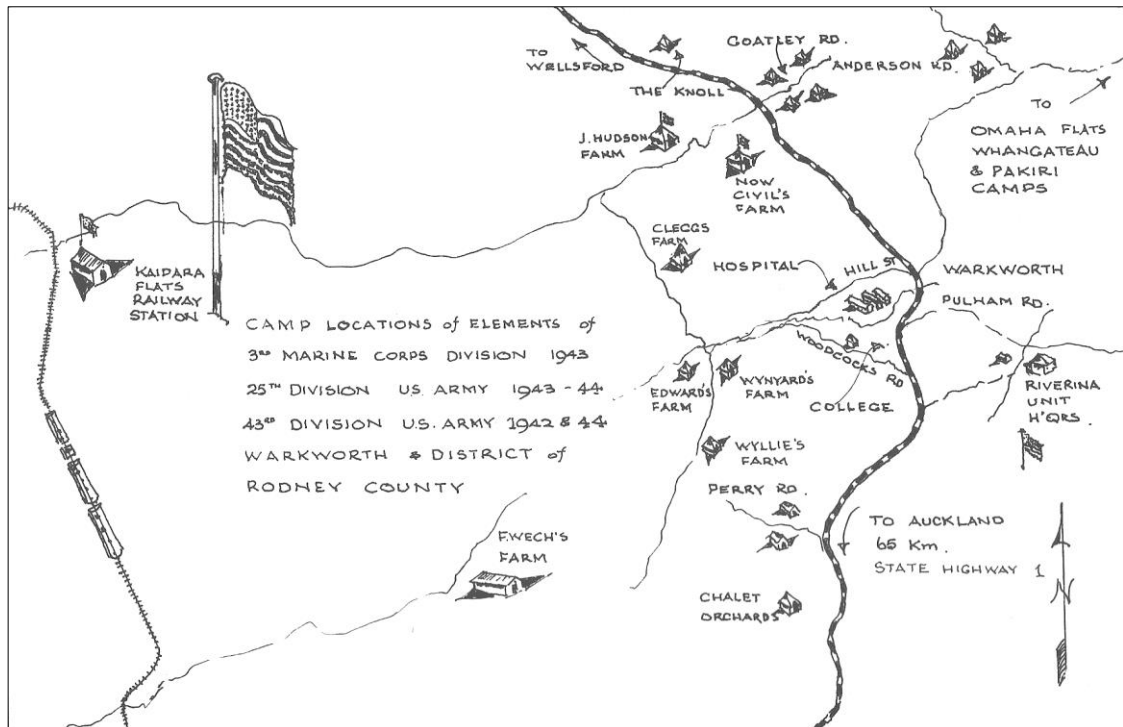 TO
WELLSFORD
THE KNOLL
GOATLEY RD.
ANDERSON RD.
TO
OMAHA FLATS
WHANGATEAU
& PAKIRI
CAMPS
J. HUDSON
FARM
NOW
CIVIL'S
FARM
CLEGGS
FARM
HOSPITAL
HILL ST
WARKWORTH
PULHAM RD.
KAIPARA
FLATS
RAILWAY
STATION
CAMP LOCATIONS of ELEMENTS of
3RD MARINE CORPS DIVISION 1943
25TH DIVISION U.S. ARMY 1943-44
43RD DIVISION U.S. ARMY 1942 & 44
WARKWORTH & DISTRICT of
RODNEY COUNTY
WOODCOCKS RD
EDWARD'S
FARM
WYNYARD'S
FARM
COLLEGE
RIVERINA
UNIT
H'QRS.
WYLLIE'S
FARM
PERRY RD.
F.WECH'S
FARM
TO AUCKLAND
65 Km.
STATE HIGHWAY 1
CHALET
ORCHARDS
N